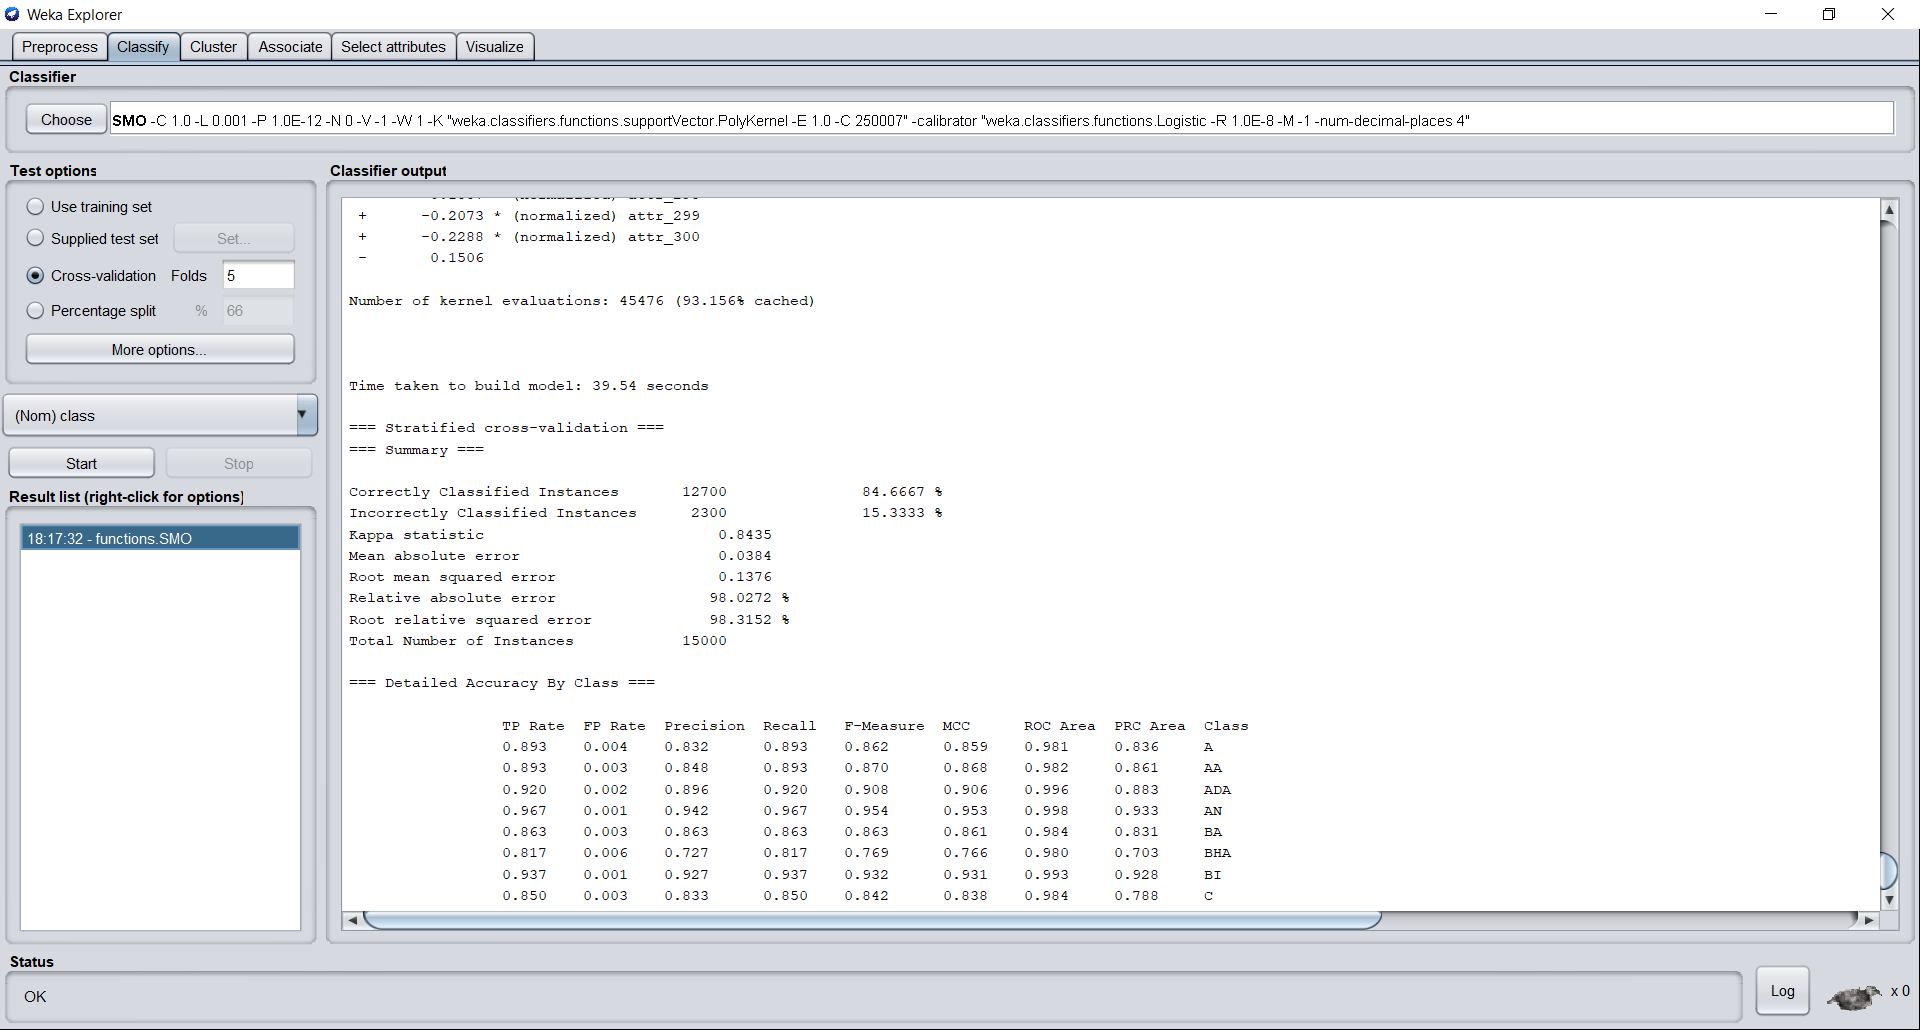 Weka Explorer
Preprocess Classify Cluster Associate Select attributes Visualize
Classifier
Choose SMO -C 1.0 -L 0.001 -P 1.0E-12 -N 0 -V -1 -W 1 -K "weka.classifiers.functions.supportVector.PolyKernel -E 1.0 -C 250007" -calibrator "weka.classifiers.functions.Logistic -R 1.0E-8 -M -1 -num-decimal-places 4"
Test options
Use training set
Supplied test set Set...
Cross-validation Folds 5
Percentage split % 66
More options...
(Nom) class
Start Stop
Result list (right-click for options)
18:17:32 - functions.SMO
Classifier output
+ -0.2073 * (normalized) attr_299
+ -0.2288 * (normalized) attr_300
- 0.1506
Number of kernel evaluations: 45476 (93.156% cached)
Time taken to build model: 39.54 seconds
=== Stratified cross-validation ===
=== Summary ===
Correctly Classified Instances 12700 84.6667 %
Incorrectly Classified Instances 2300 15.3333 %
Kappa statistic 0.8435
Mean absolute error 0.0384
Root mean squared error 0.1376
Relative absolute error 98.0272 %
Root relative squared error 98.3152 %
Total Number of Instances 15000
=== Detailed Accuracy By Class ===
TP Rate FP Rate Precision Recall F-Measure MCC ROC Area PRC Area Class
0.893 0.004 0.832 0.893 0.862 0.859 0.981 0.836 A
0.893 0.003 0.848 0.893 0.870 0.868 0.982 0.861 AA
0.920 0.002 0.896 0.920 0.908 0.906 0.996 0.883 ADA
0.967 0.001 0.942 0.967 0.954 0.953 0.998 0.933 AN
0.863 0.003 0.863 0.863 0.863 0.861 0.984 0.831 BA
0.817 0.006 0.727 0.817 0.769 0.766 0.980 0.703 BHA
0.937 0.001 0.927 0.937 0.932 0.931 0.993 0.928 BI
0.850 0.003 0.833 0.850 0.842 0.838 0.984 0.788 C
Status
OK
Log x 0